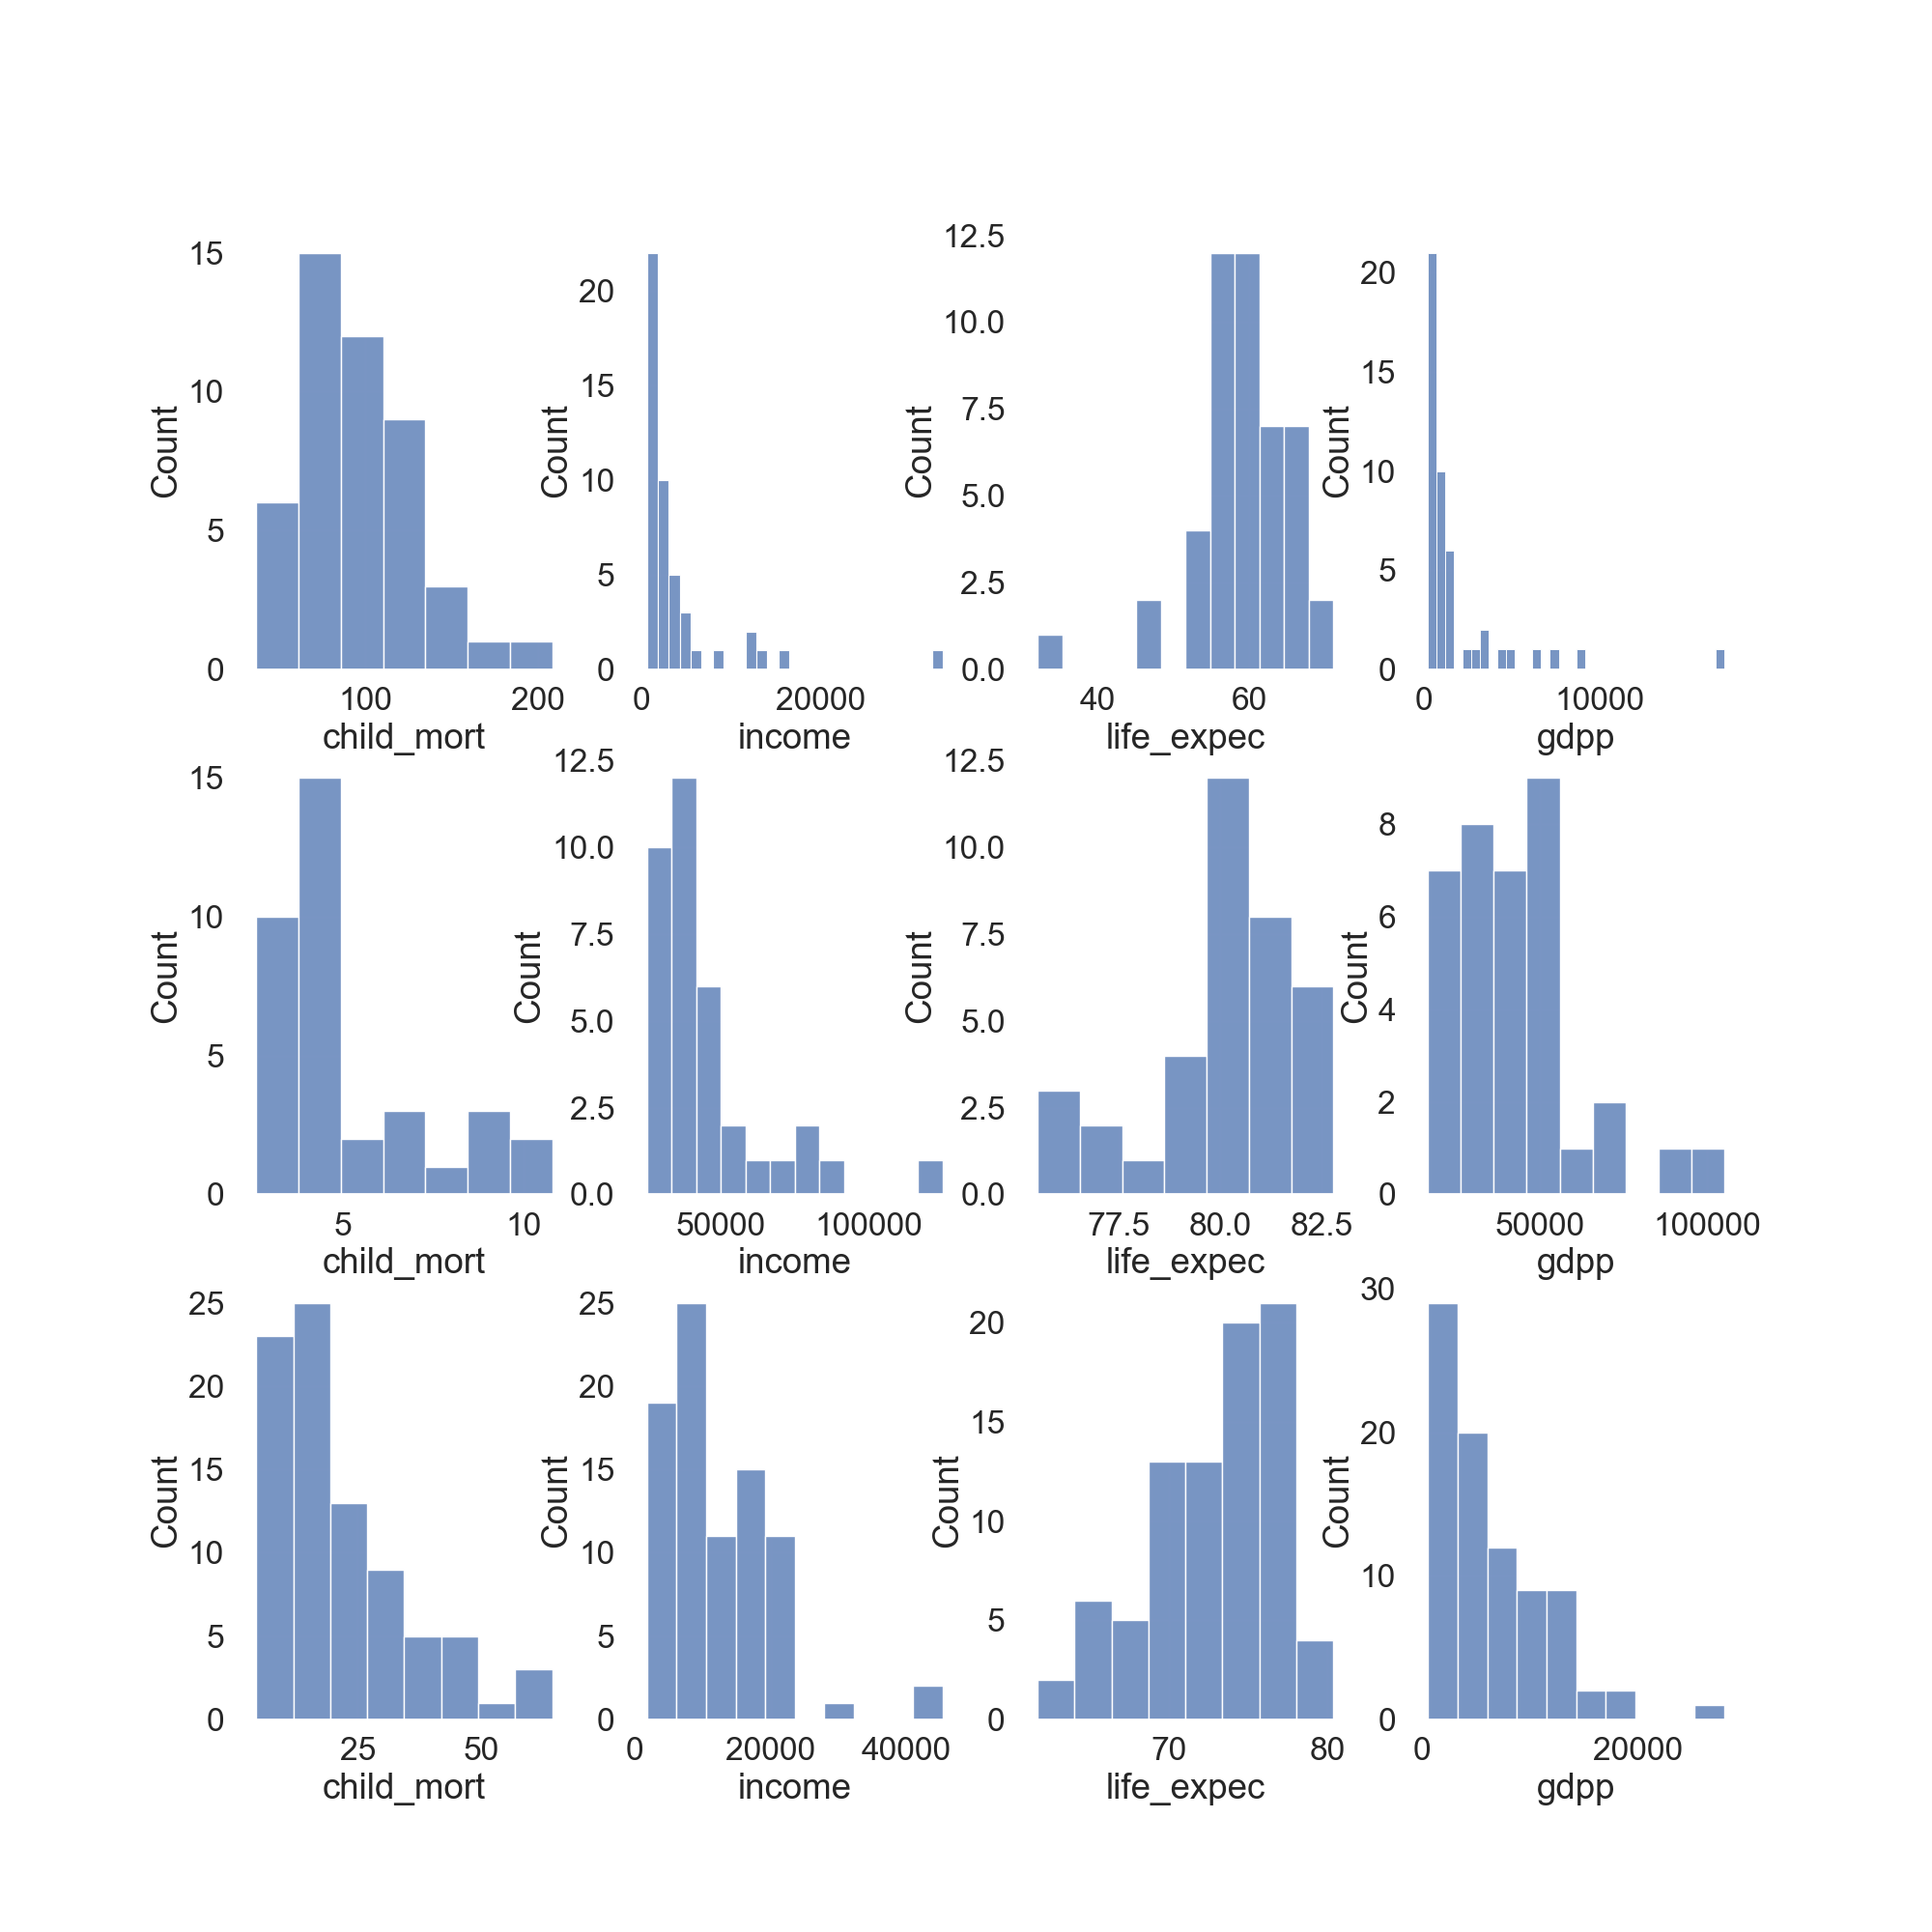 15
10
5
0
Count
100 200
child_mort
20
15
10
5
0
Count
0 20000
income
12.5
10.0
7.5
5.0
2.5
0.0
Count
40 60
life_expec
20
15
10
5
0
Count
0 10000
gdpp
15
10
5
0
Count
5 10
child_mort
12.5
10.0
7.5
5.0
2.5
0.0
Count
50000 100000
income
12.5
10.0
7.5
5.0
2.5
0.0
Count
77.5 80.0 82.5
life_expec
8
6
4
2
0
Count
50000 100000
gdpp
25
20
15
10
5
0
Count
25 50
child_mort
25
20
15
10
5
0
Count
0 20000 40000
income
20
15
10
5
0
Count
70 80
life_expec
30
20
10
0
Count
0 20000
gdpp